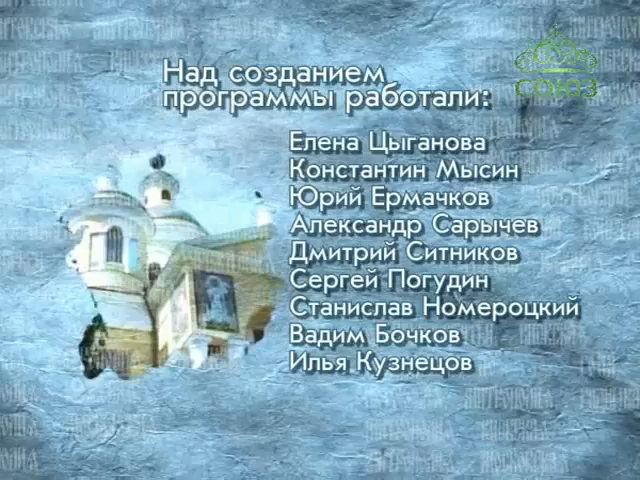 Над созданием
программы работали:
СОЮЗ
Елена Цыганова
Константин Мысин
Юрий Ермачков
Александр Сарычев
Дмитрий Ситников
Сергей Погудин
Станислав Номероцкий
Вадим Бочков
Илья Кузнецов